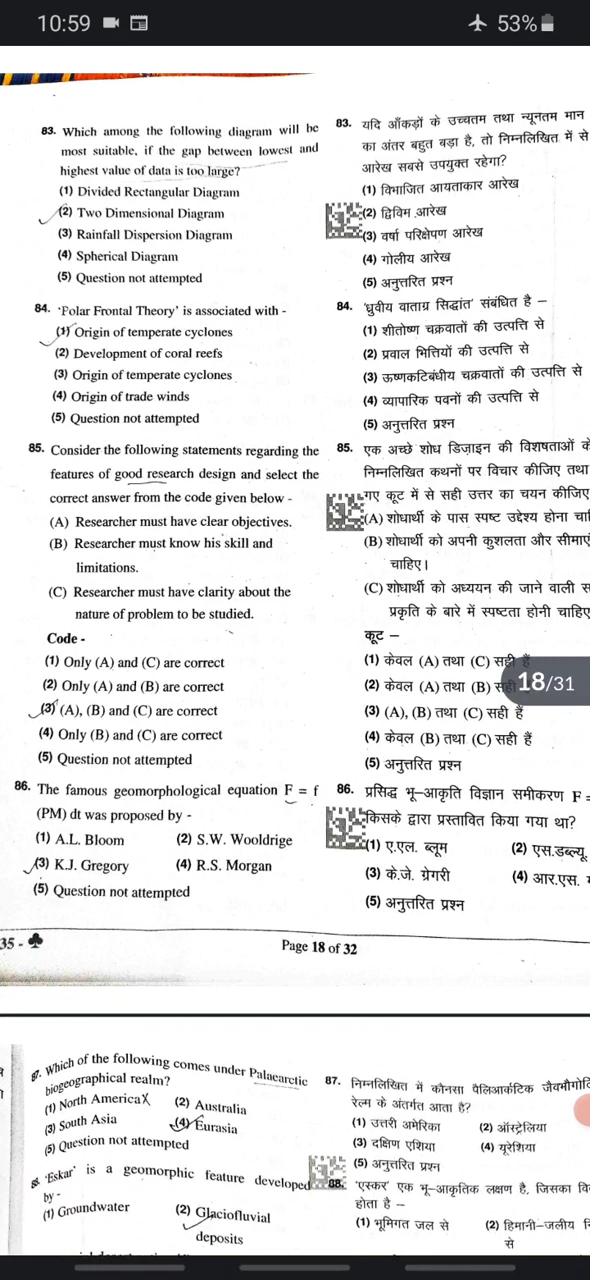 10:59
53%
83. Which among the following diagram will be
most suitable, if the gap between lowest and
highest value of data is too large?
(1) Divided Rectangular Diagram
(2) Two Dimensional Diagram
(3) Rainfall Dispersion Diagram
(4) Spherical Diagram
(5) Question not attempted
84. 'Polar Frontal Theory' is associated with -
(1) Origin of temperate cyclones
(2) Development of coral reefs
(3) Origin of temperate cyclones
(4) Origin of trade winds
(5) Question not attempted
85. Consider the following statements regarding the
features of good research design and select the
correct answer from the code given below -
(A) Researcher must have clear objectives.
(B) Researcher must know his skill and
limitations.
(C) Researcher must have clarity about the
nature of problem to be studied.
Code -
(1) Only (A) and (C) are correct
(2) Only (A) and (B) are correct
(3) (A), (B) and (C) are correct
(4) Only (B) and (C) are correct
(5) Question not attempted
86. The famous geomorphological equation F = f
(PM) dt was proposed by -
(1) A.L. Bloom (2) S.W. Wooldrige
(3) K.J. Gregory (4) R.S. Morgan
(5) Question not attempted
83. यदि आँकड़ों के उच्चतम तथा न्यूनतम मान
का अंतर बहुत बड़ा है, तो निम्नलिखित में से
आरेख सबसे उपयुक्त रहेगा?
(1) विभाजित आयताकार आरेख
(2) द्विविम आरेख
(3) वर्षा परिक्षेपण आरेख
(4) गोलीय आरेख
(5) अनुत्तरित प्रश्न
84. 'ध्रुवीय वाताग्र सिद्धांत' संबंधित है –
(1) शीतोष्ण चक्रवातों की उत्पत्ति से
(2) प्रवाल भित्तियों की उत्पत्ति से
(3) ऊष्णकटिबंधीय चक्रवातों की उत्पत्ति से
(4) व्यापारिक पवनों की उत्पत्ति से
(5) अनुत्तरित प्रश्न
85. एक अच्छे शोध डिज़ाइन की विशषताओं के
निम्नलिखित कथनों पर विचार कीजिए तथा
गए कूट में से सही उत्तर का चयन कीजिए
(A) शोधार्थी के पास स्पष्ट उद्देश्य होना
(B) शोधार्थी को अपनी कुशलता और
चाहिए।
(C) शोधार्थी को अध्ययन की जाने वाली
प्रकृति के बारे में स्पष्टता होनी
कूट –
(1) केवल (A) तथा (C) सही हैं
(2) केवल (A) तथा (B) सही
18/31
(3) (A), (B) तथा (C) सही हैं
(4) केवल (B) तथा (C) सही हैं
(5) अनुत्तरित प्रश्न
86. प्रसिद्ध भू–आकृति विज्ञान समीकरण F =
किसके द्वारा प्रस्तावित किया गया था?
(1) ए.एल. ब्लूम (2) एस.डब्ल्यू.
(3) के.जे. ग्रेगरी (4) आर.एस.
(5) अनुत्तरित प्रश्न
35 - ♣
Page 18 of 32
87. Which of the following comes under Palaearctic
biogeographical realm?
(1) North America (2) Australia
(3) South Asia (4) Eurasia
(5) Question not attempted
88. 'Eskar' is a geomorphic feature developed
by -
(1) Groundwater (2) Glaciofluvial
deposits
87. निम्नलिखित में कौनसा पैलिआर्कटिक
रेल्म के अंतर्गत आता है?
(1) उत्तरी अमेरिका (2) ऑस्ट्रेलिया
(3) दक्षिण एशिया (4) यूरेशिया
(5) अनुत्तरित प्रश्न
88. 'एस्कर' एक भू–आकृतिक लक्षण है, जिसका
होता है –
(1) भूमिगत जल से (2) हिमानी–जलीय
से